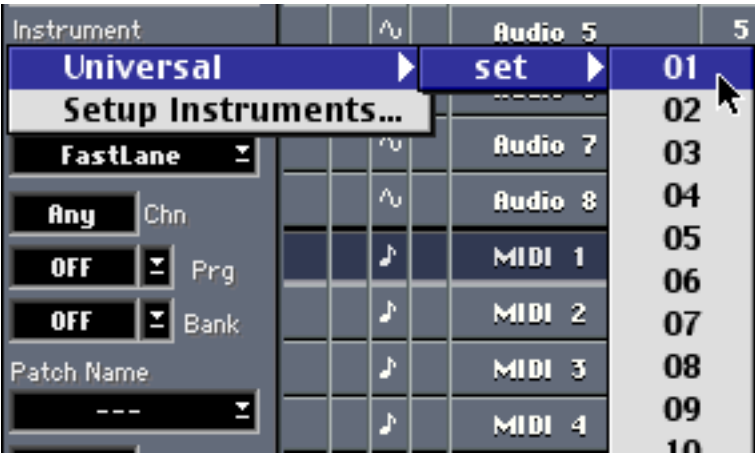 Instrument
Audio 5
5
Universal
set
01
Setup Instruments...
02
FastLane
Audio 7
03
Any Chn
Audio 8
04
MIDI 1
05
OFF Prg
06
OFF Bank
MIDI 2
07
Patch Name
MIDI 3
08
---
09
MIDI 4
10